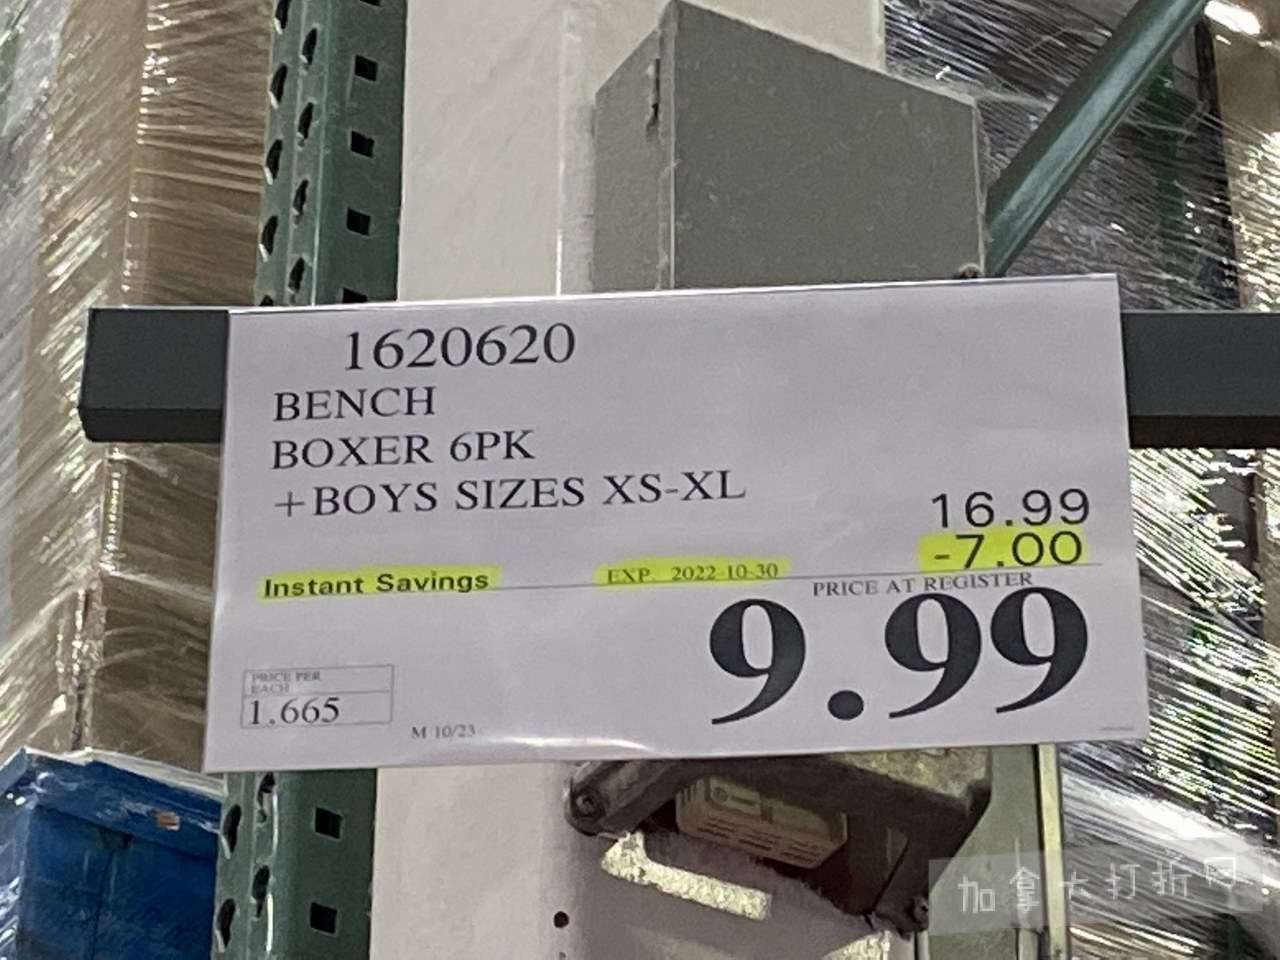 1620620
BENCH
BOXER 6PK
+BOYS SIZES XS-XL
16.99
-7.00
Instant Savings
EXP. 2022-10-30
PRICE AT REGISTER
9.99
PRICE PER
EACH
1.665
M 10/23
加拿大打折网